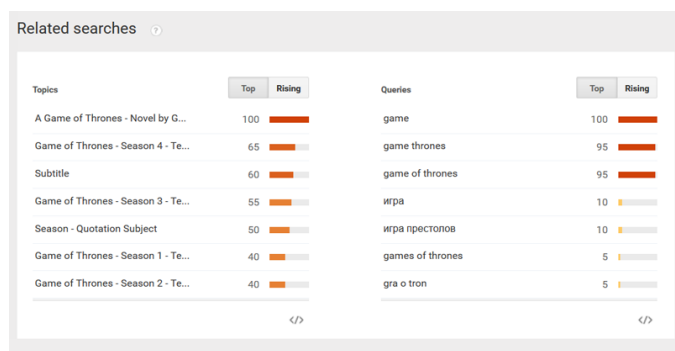 Related searches ?
Topics Top Rising
A Game of Thrones - Novel by G... 100
Game of Thrones - Season 4 - Te... 65
Subtitle 60
Game of Thrones - Season 3 - Te... 55
Season - Quotation Subject 50
Game of Thrones - Season 1 - Te... 40
Game of Thrones - Season 2 - Te... 40
</>
Queries Top Rising
game 100
game thrones 95
game of thrones 95
игра 10
игра престолов 10
games of thrones 5
gra o tron 5
</>